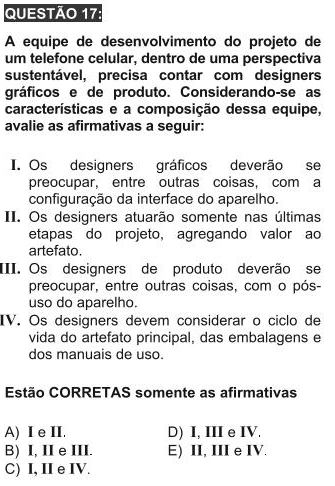 QUESTÃO 17:
A equipe de desenvolvimento do projeto de
um telefone celular, dentro de uma perspectiva
sustentável, precisa contar com designers
gráficos e de produto. Considerando-se as
características e a composição dessa equipe,
avalie as afirmativas a seguir:
I. Os designers gráficos deverão se
preocupar, entre outras coisas, com a
configuração da interface do aparelho.
II. Os designers atuarão somente nas últimas
etapas do projeto, agregando valor ao
artefato.
III. Os designers de produto deverão se
preocupar, entre outras coisas, com o pós-
uso do aparelho.
IV. Os designers devem considerar o ciclo de
vida do artefato principal, das embalagens e
dos manuais de uso.
Estão CORRETAS somente as afirmativas
A) I e II.
B) I, II e III.
C) I, II e IV.
D) I, III e IV.
E) II, III e IV.